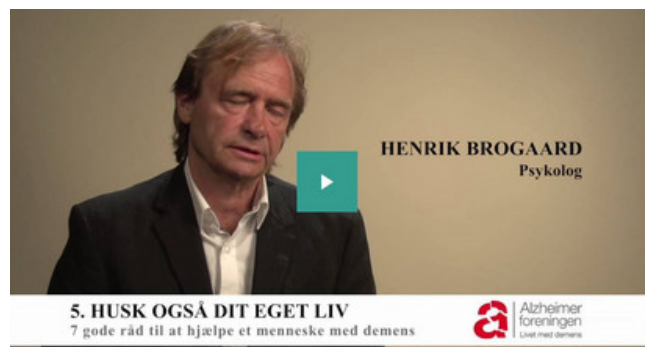 HENRIK BROGAARD
Psykolog
5. HUSK OGSÅ DIT EGET LIV
7 gode råd til at hjælpe et menneske med demens
Alzheimer
foreningen
Livet med demens